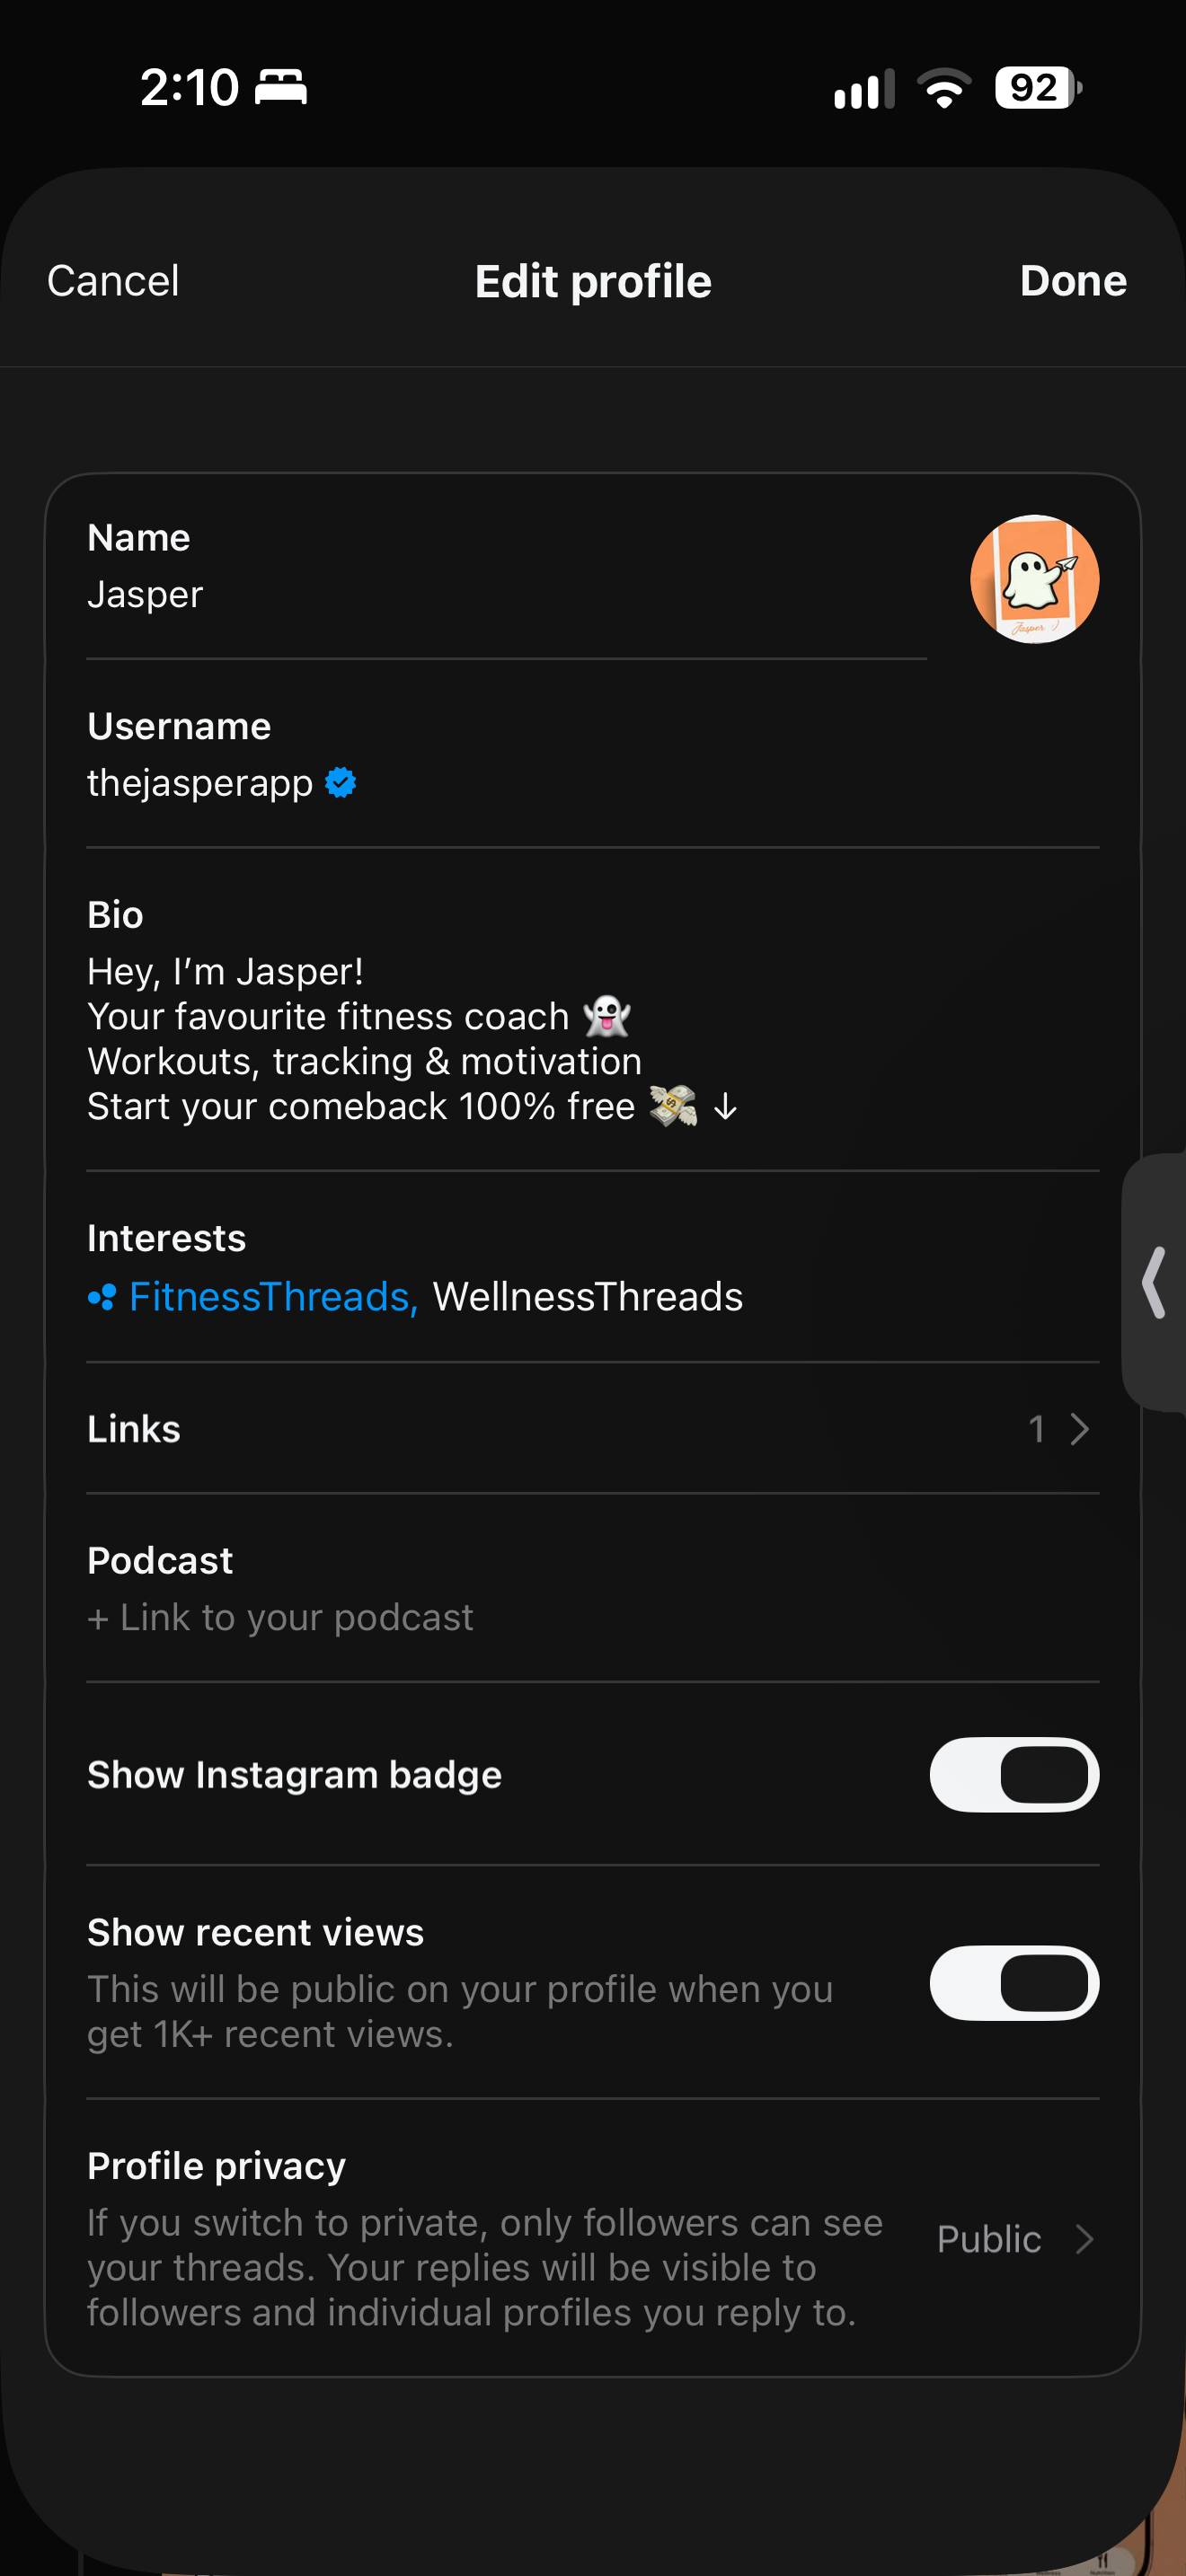 2:10
92
Cancel
Edit profile
Done
Name
Jasper
Jasper :)
Username
thejasperapp
Bio
Hey, I’m Jasper!
Your favourite fitness coach 👻
Workouts, tracking & motivation
Start your comeback 100% free 💸 ↓
Interests
FitnessThreads, WellnessThreads
Links
1
Podcast
+ Link to your podcast
Show Instagram badge
Show recent views
This will be public on your profile when you
get 1K+ recent views.
Profile privacy
If you switch to private, only followers can see
your threads. Your replies will be visible to
followers and individual profiles you reply to.
Public